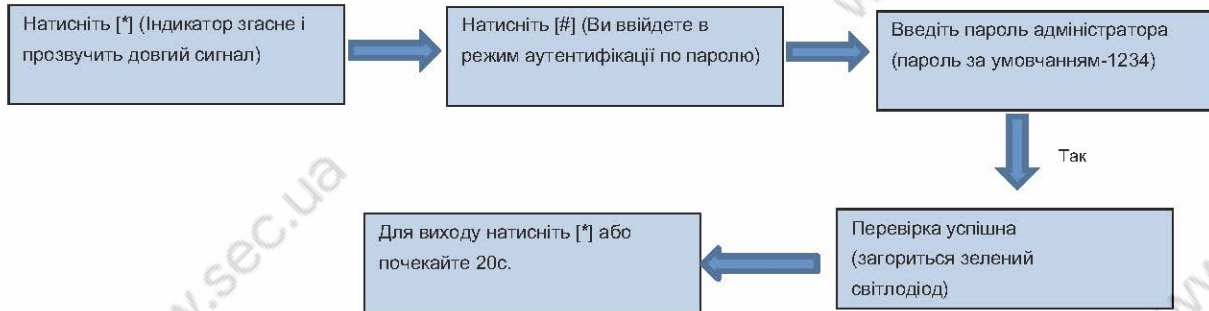 Натисніть [*] (Індикатор згасне і
прозвучить довгий сигнал)
Натисніть [#] (Ви ввійдете в
режим аутентифікації по паролю)
Введіть пароль адміністратора
(пароль за умовчанням-1234)
Так
Перевірка успішна
(загориться зелений
світлодіод)
Для виходу натисніть [*] або
почекайте 20с.
w.sec.ua